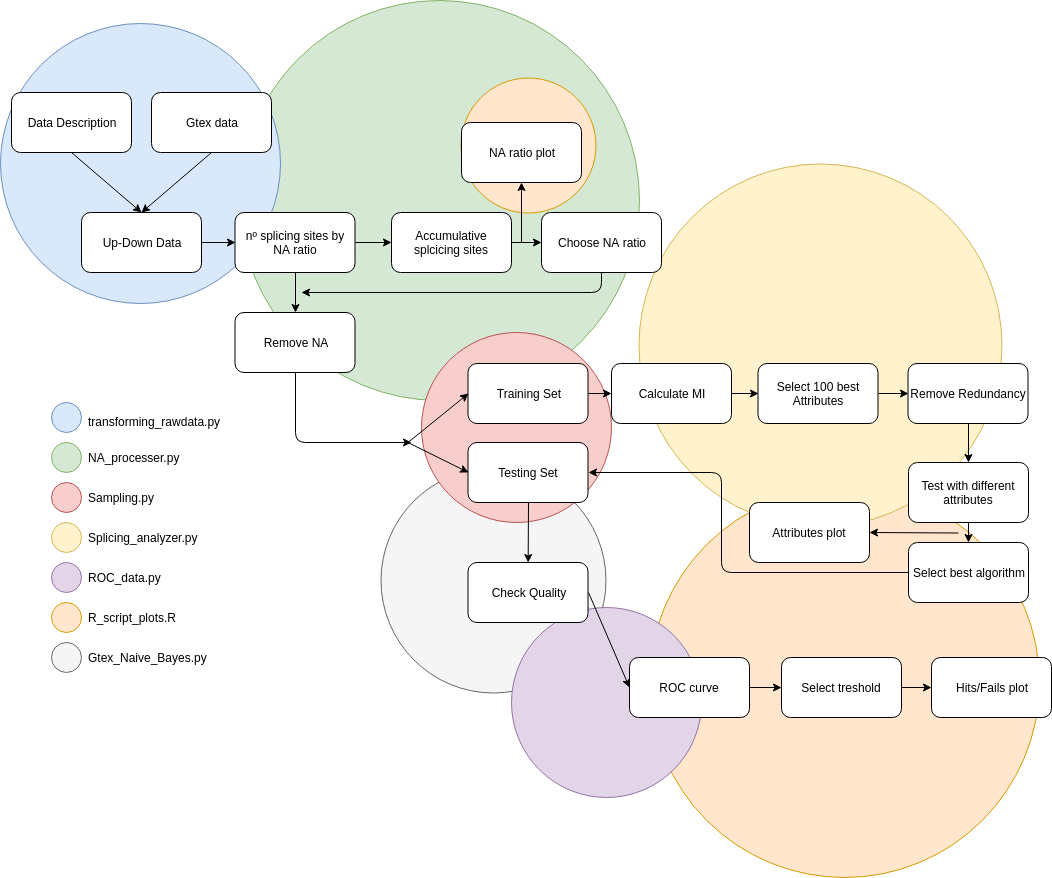 Data Description
Gtex data
NA ratio plot
Up-Down Data
nº splicing sites by
NA ratio
Accumulative
splcicing sites
Choose NA ratio
Remove NA
Training Set
Calculate MI
Select 100 best
Attributes
Remove Redundancy
Testing Set
Test with different
attributes
Attributes plot
Select best algorithm
Check Quality
ROC curve
Select treshold
Hits/Fails plot
transforming_rawdata.py
NA_processer.py
Sampling.py
Splicing_analyzer.py
ROC_data.py
R_script_plots.R
Gtex_Naive_Bayes.py